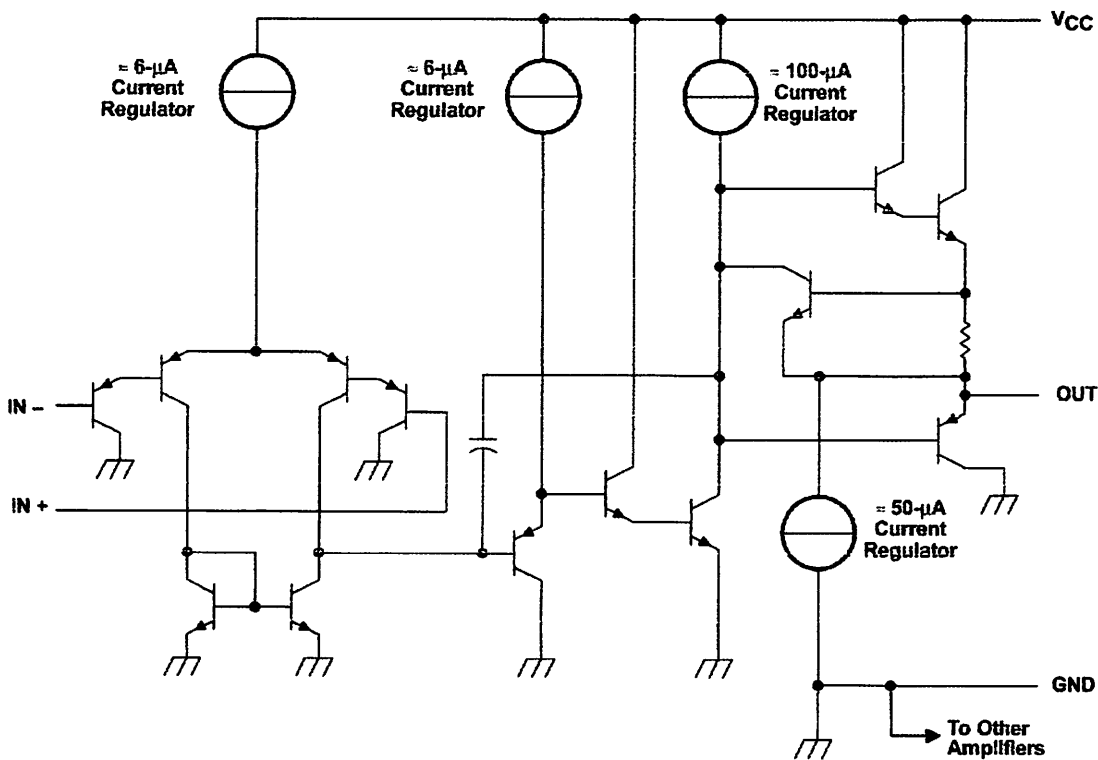 VCC
≈ 6-µA
Current
Regulator
≈ 6-µA
Current
Regulator
≈ 100-µA
Current
Regulator
IN –
IN +
OUT
≈ 50-µA
Current
Regulator
GND
To Other
Amplifiers